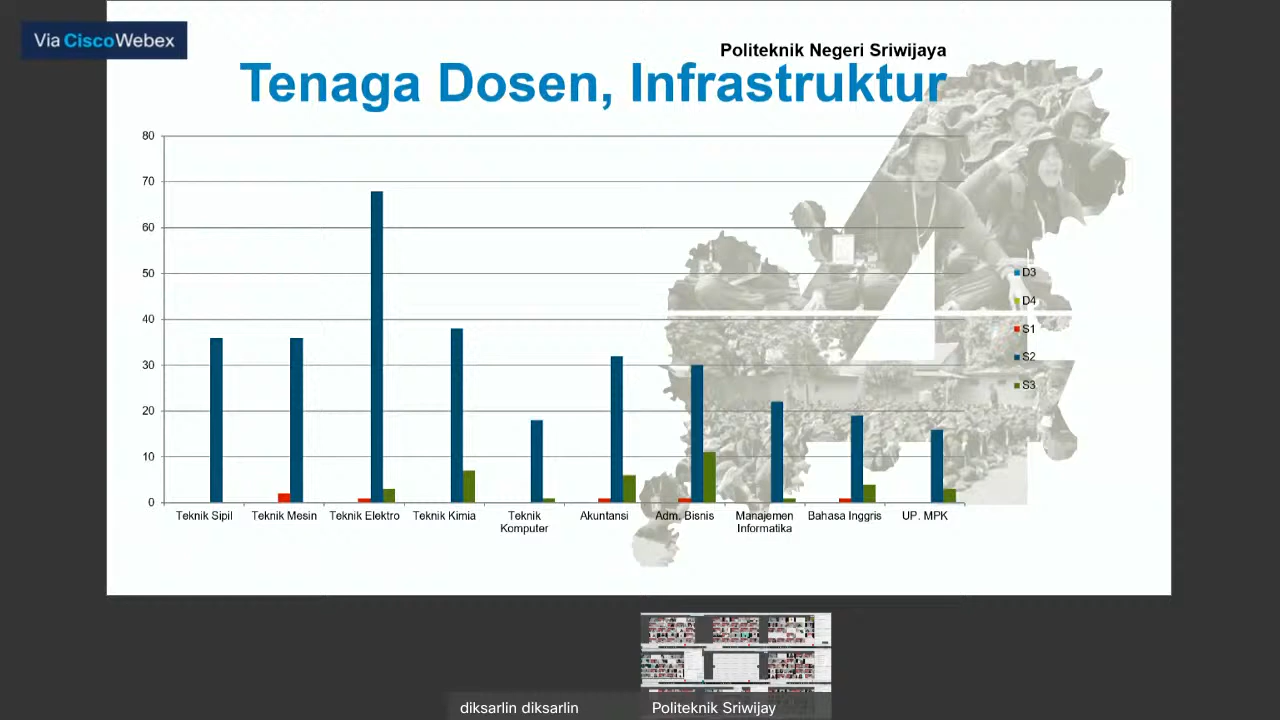 Via CiscoWebex
Politeknik Negeri Sriwijaya
Tenaga Dosen, Infrastruktur
80
70
60
50
40
30
20
10
0
D3
D4
S1
S2
S3
Teknik Sipil
Teknik Mesin
Teknik Elektro
Teknik Kimia
Teknik
Komputer
Akuntansi
Adm. Bisnis
Manajemen
Informatika
Bahasa Inggris
UP. MPK
diksarlin diksarlin
Politeknik Sriwijay